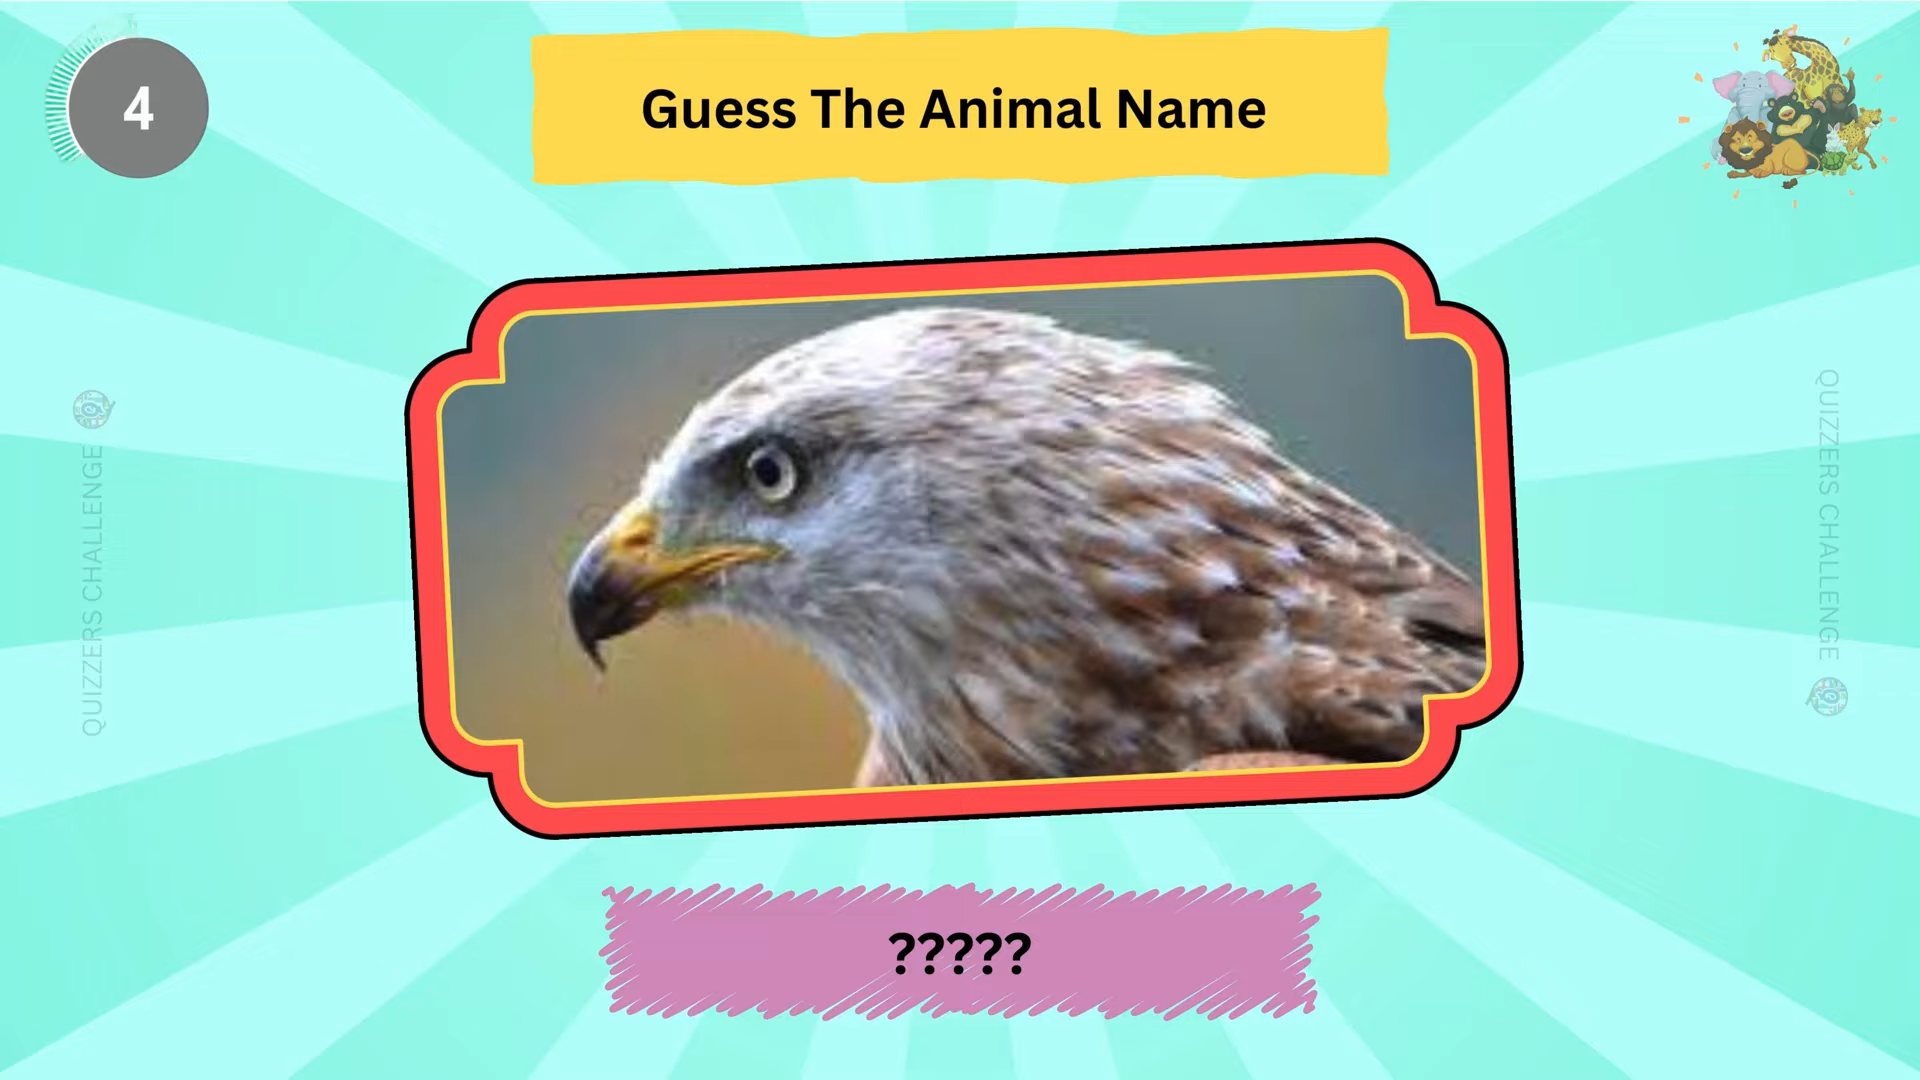 4
Guess The Animal Name
QUIZZERS CHALLENGE
QUIZZERS CHALLENGE
?????